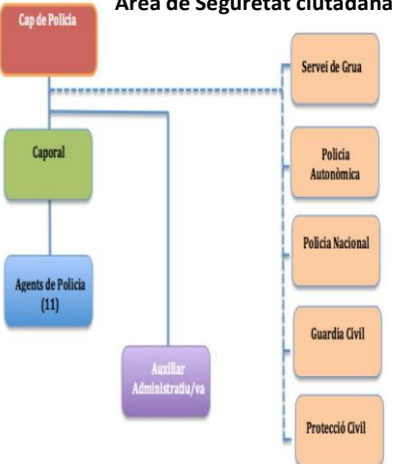 Àrea de Seguretat ciutadana
Cap de Policia
Servei de Grua
Caporal
Policia
Autonòmica
Policia Nacional
Agents de Policia
(11)
Guardia Civil
Auxiliar
Administratiu/va
Protecció Civil